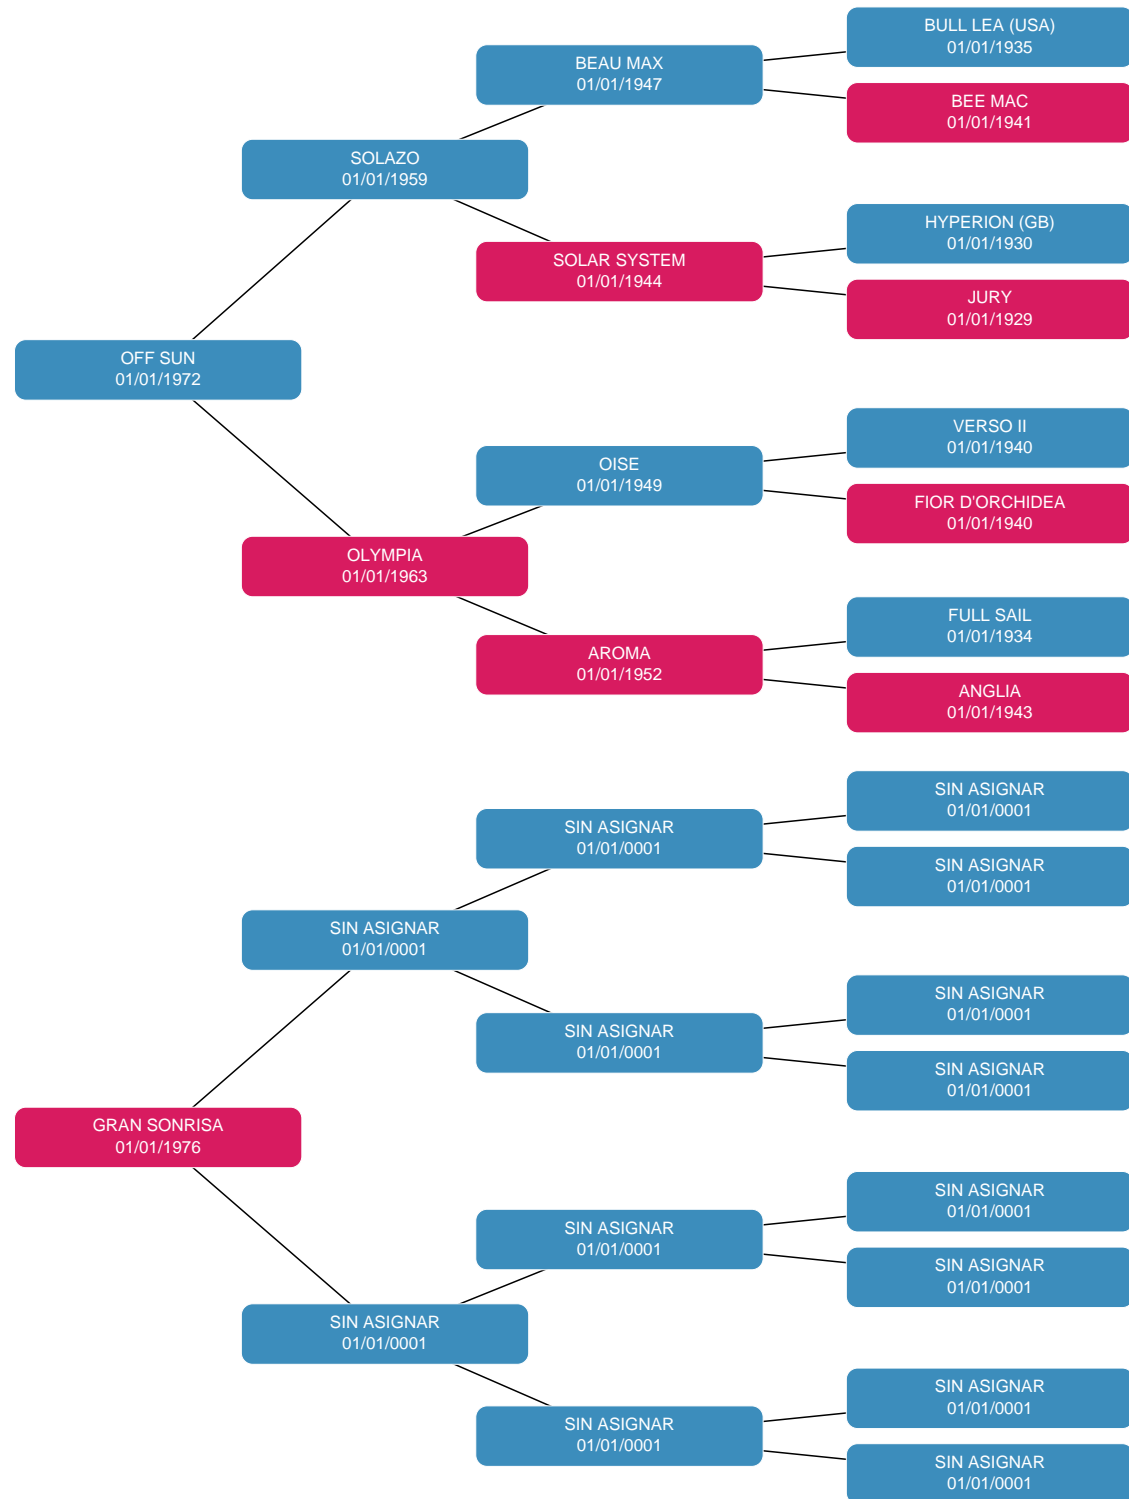 BULL LEA (USA)
01/01/1935
BEAU MAX
01/01/1947
BEE MAC
01/01/1941
SOLAZO
01/01/1959
HYPERION (GB)
01/01/1930
SOLAR SYSTEM
01/01/1944
JURY
01/01/1929
OFF SUN
01/01/1972
VERSO II
01/01/1940
OISE
01/01/1949
FIOR D'ORCHIDEA
01/01/1940
OLYMPIA
01/01/1963
FULL SAIL
01/01/1934
AROMA
01/01/1952
ANGLIA
01/01/1943
SIN ASIGNAR
01/01/0001
SIN ASIGNAR
01/01/0001
SIN ASIGNAR
01/01/0001
SIN ASIGNAR
01/01/0001
SIN ASIGNAR
01/01/0001
SIN ASIGNAR
01/01/0001
SIN ASIGNAR
01/01/0001
GRAN SONRISA
01/01/1976
SIN ASIGNAR
01/01/0001
SIN ASIGNAR
01/01/0001
SIN ASIGNAR
01/01/0001
SIN ASIGNAR
01/01/0001
SIN ASIGNAR
01/01/0001
SIN ASIGNAR
01/01/0001
SIN ASIGNAR
01/01/0001